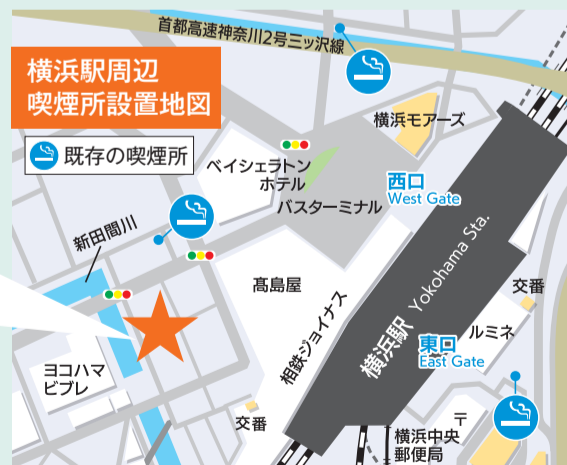 首都高速神奈川2号三ッ沢線
横浜駅周辺
喫煙所設置地図
既存の喫煙所
横浜モアーズ
ベイシェラトン
ホテル
バスターミナル
西口
West Gate
新田間川
髙島屋
相鉄ジョイナス
横浜駅 Yokohama Sta.
交番
ルミネ
東口
East Gate
ヨコハマ
ビブレ
交番
〒
横浜中央
郵便局